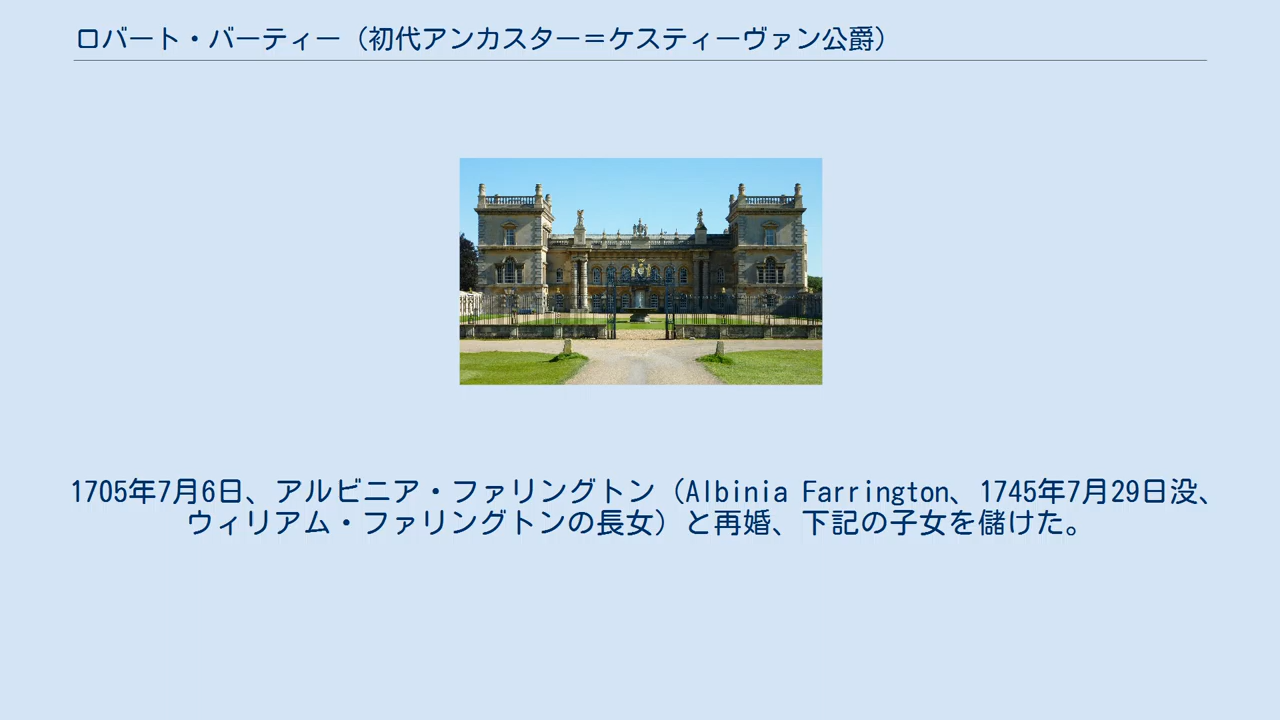 ロバート・バーティー（初代アンカスター＝ケスティーヴァン公爵）
1705年7月6日、アルビニア・ファリングトン（Albinia Farrington、1745年7月29日没、
ウィリアム・ファリングトンの長女）と再婚、下記の子女を儲けた。